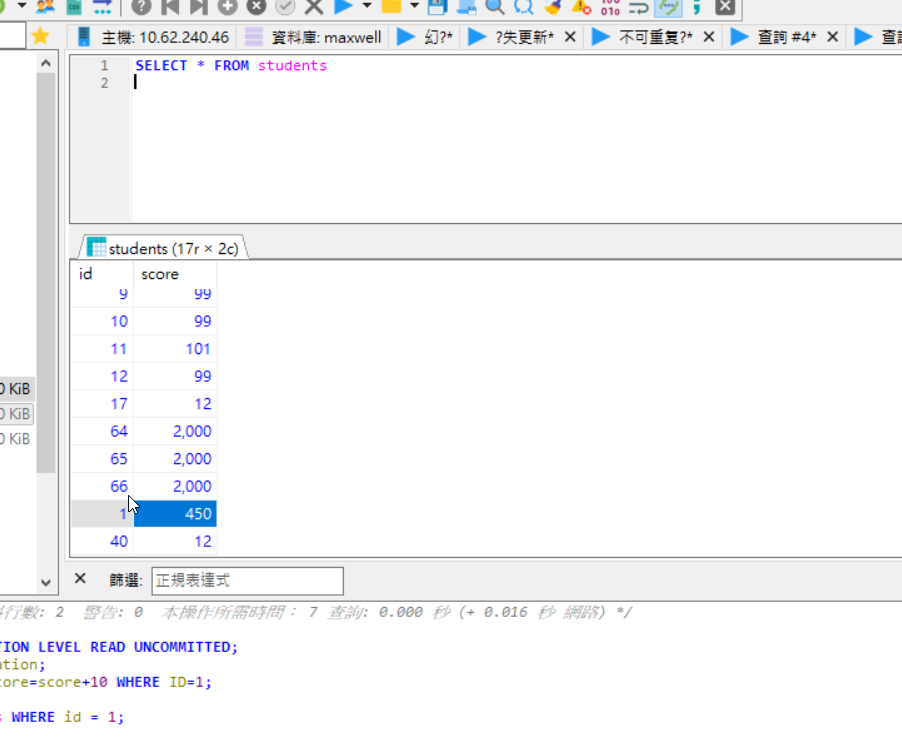 主機: 10.62.240.46 資料庫: maxwell 幻?* ?失更新* 不可重复?* 查詢 #4*
1 SELECT * FROM students
2
students (17r × 2c)
id score
9 99
10 99
11 101
12 99
17 12
64 2,000
65 2,000
66 2,000
1 450
40 12
0 KiB
0 KiB
0 KiB
篩選: 正規表達式
行數: 2 警告: 0 本操作所需時間: 7 查詢: 0.000 秒 (+ 0.016 秒 網路) */
TION LEVEL READ UNCOMMITTED;
ation;
core=score+10 WHERE ID=1;
WHERE id = 1;